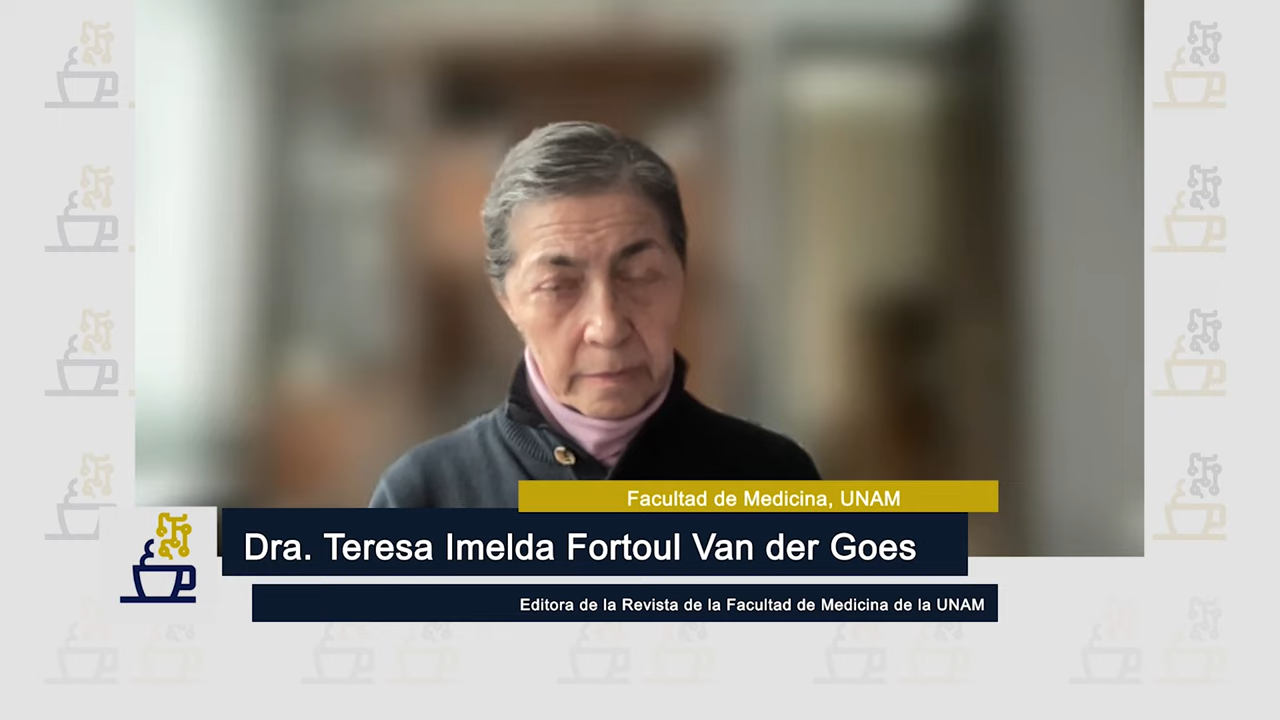 Facultad de Medicina, UNAM
Dra. Teresa Imelda Fortoul Van der Goes
Editora de la Revista de la Facultad de Medicina de la UNAM